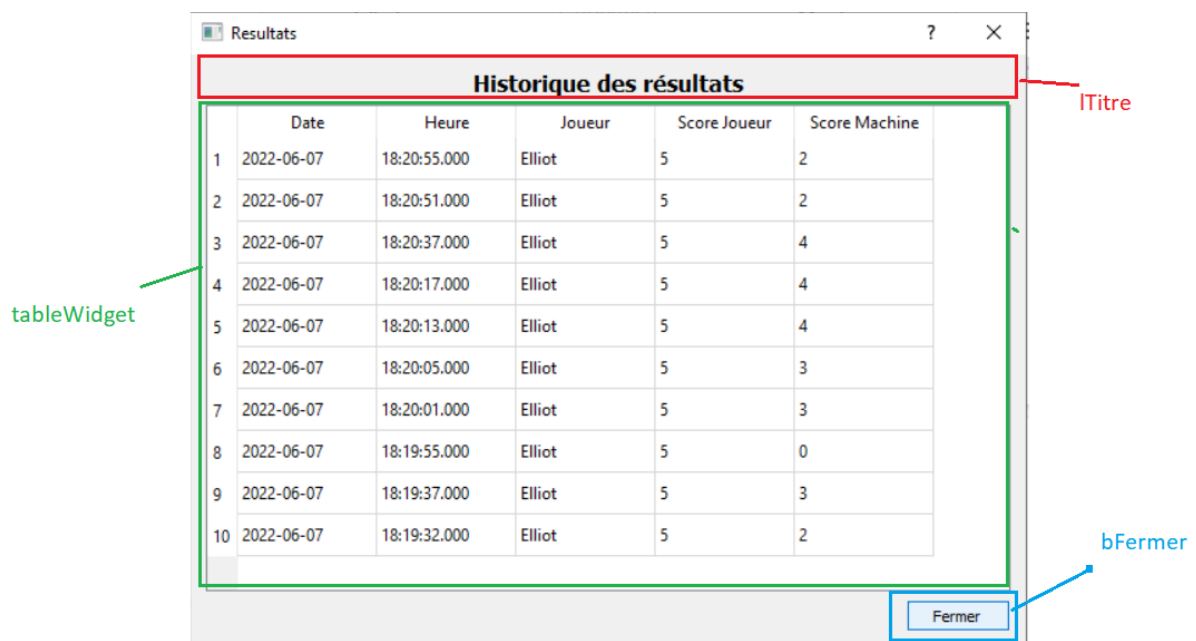 Resultats ?
Historique des résultats
lTitre
Date Heure Joueur Score Joueur Score Machine
1 2022-06-07 18:20:55.000 Elliot 5 2
2 2022-06-07 18:20:51.000 Elliot 5 2
3 2022-06-07 18:20:37.000 Elliot 5 4
4 2022-06-07 18:20:17.000 Elliot 5 4
5 2022-06-07 18:20:13.000 Elliot 5 4
6 2022-06-07 18:20:05.000 Elliot 5 3
7 2022-06-07 18:20:01.000 Elliot 5 3
8 2022-06-07 18:19:55.000 Elliot 5 0
9 2022-06-07 18:19:37.000 Elliot 5 3
10 2022-06-07 18:19:32.000 Elliot 5 2
tableWidget
bFermer
Fermer